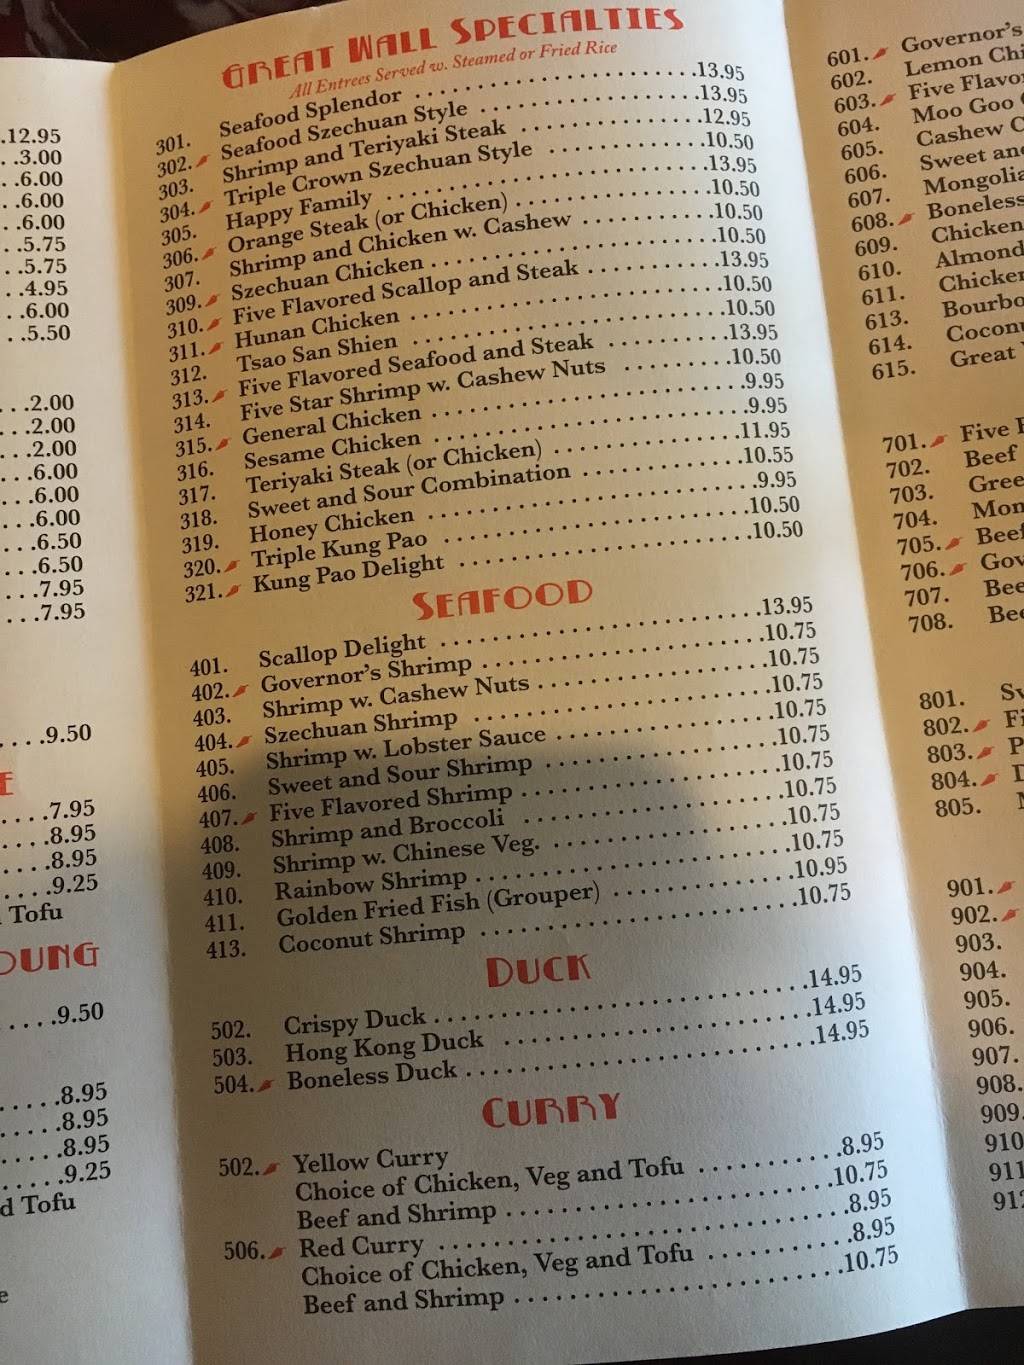 .12.95
. .3.00
. . .6.00
. . .6.00
. . .6.00
. . .5.75
. . .5.75
. . .4.95
. . .6.00
. . .5.50
. . .2.00
. . .2.00
. . .2.00
. . .6.00
. . .6.00
. . .6.00
. . .6.50
. . .6.50
. . .7.95
. . .7.95
. . . .9.50
E
. . . .7.95
. . . .8.95
. . . .8.95
. . . .9.25
Tofu
OUNG
. . . .9.50
. . . . .8.95
. . . . .8.95
. . . . .8.95
. . . . .9.25
d Tofu
e
GREAT WALL SPECIALTIES
All Entrees Served w. Steamed or Fried Rice
301. Seafood Splendor . . . . . 13.95
302. Seafood Szechuan Style . . . . . 13.95
303. Shrimp and Teriyaki Steak . . . . . 12.95
304. Triple Crown Szechuan Style . . . . . 10.50
305. Happy Family . . . . . 13.95
306. Orange Steak (or Chicken) . . . . . 10.50
307. Shrimp and Chicken w. Cashew . . . . . 10.50
309. Szechuan Chicken . . . . . 10.50
310. Five Flavored Scallop and Steak . . . . . 13.95
311. Hunan Chicken . . . . . 10.50
312. Tsao San Shien . . . . . 10.50
313. Five Flavored Seafood and Steak . . . . . 13.95
314. Five Star Shrimp w. Cashew Nuts . . . . . 10.50
315. General Chicken . . . . . 9.95
316. Sesame Chicken . . . . . 9.95
317. Teriyaki Steak (or Chicken) . . . . . 11.95
318. Sweet and Sour Combination . . . . . 10.55
319. Honey Chicken . . . . . 9.95
320. Triple Kung Pao . . . . . 10.50
321. Kung Pao Delight . . . . . 10.50
SEAFOOD
401. Scallop Delight . . . . . 13.95
402. Governor's Shrimp . . . . . 10.75
403. Shrimp w. Cashew Nuts . . . . . 10.75
404. Szechuan Shrimp . . . . . 10.75
405. Shrimp w. Lobster Sauce . . . . . 10.75
406. Sweet and Sour Shrimp . . . . . 10.75
407. Five Flavored Shrimp . . . . . 10.75
408. Shrimp and Broccoli . . . . . 10.75
409. Shrimp w. Chinese Veg. . . . . . 10.75
410. Rainbow Shrimp . . . . . 10.75
411. Golden Fried Fish (Grouper) . . . . . 10.95
413. Coconut Shrimp . . . . . 10.75
DUCK
502. Crispy Duck . . . . . 14.95
503. Hong Kong Duck . . . . . 14.95
504. Boneless Duck . . . . . 14.95
CURRY
502. Yellow Curry
Choice of Chicken, Veg and Tofu . . . . . 8.95
Beef and Shrimp . . . . . 10.75
506. Red Curry . . . . . 8.95
Choice of Chicken, Veg and Tofu . . . . . 8.95
Beef and Shrimp . . . . . 10.75
601. Governor's
602. Lemon Chi
603. Five Flavor
604. Moo Goo
605. Cashew C
606. Sweet and
607. Mongolia
608. Boneless
609. Chicken
610. Almond
611. Chicken
613. Bourbo
614. Coconu
615. Great
701. Five F
702. Beef
703. Gree
704. Mon
705. Beef
706. Gov
707. Bee
708. Bee
801. Sw
802. Fi
803. P
804. D
805.
901.
902.
903.
904.
905.
906.
907.
908.
909.
910
911
912